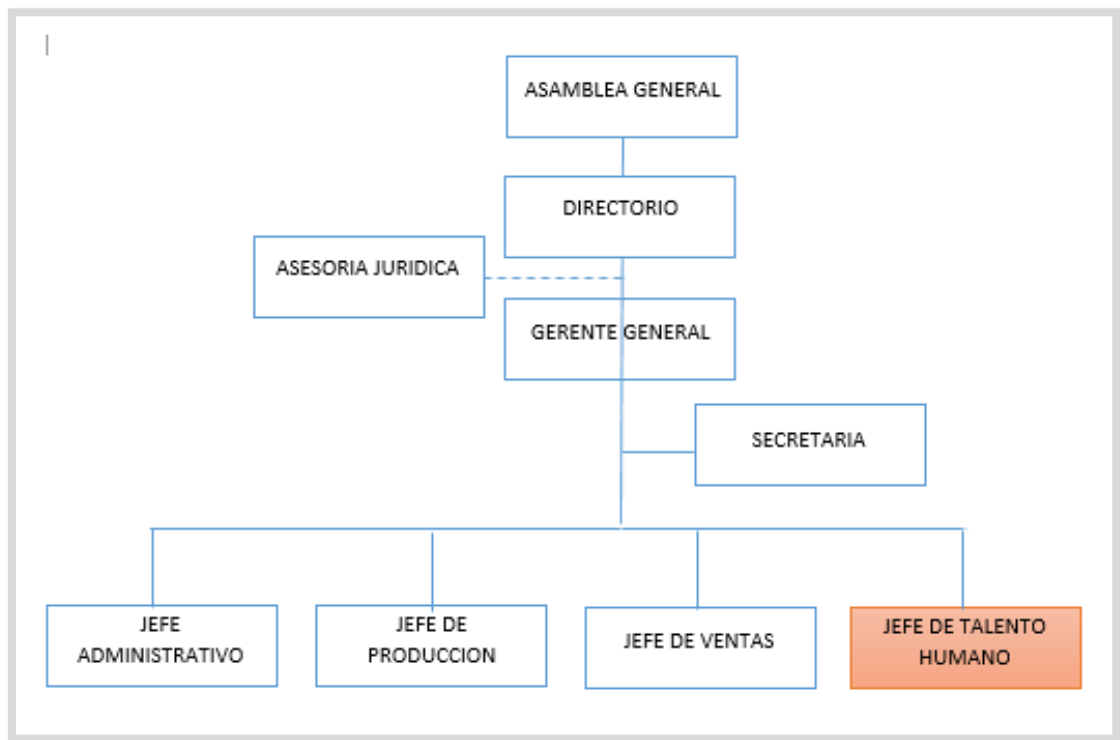 ASAMBLEA GENERAL
DIRECTORIO
ASESORIA JURIDICA
GERENTE GENERAL
SECRETARIA
JEFE
ADMINISTRATIVO
JEFE DE
PRODUCCION
JEFE DE VENTAS
JEFE DE TALENTO
HUMANO